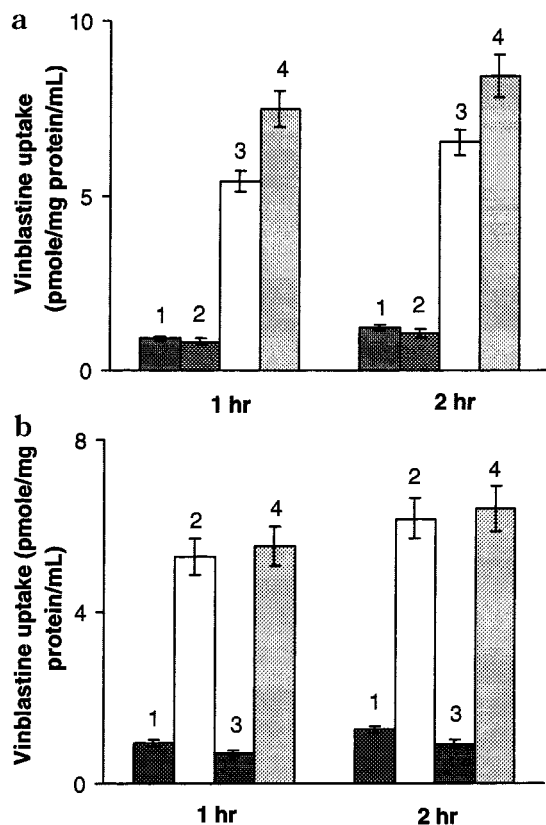 a
Vinblastine uptake
(pmole/mg protein/mL)
10
5
0
1
2
3
4
1
2
3
4
1 hr
2 hr
b
Vinblastine uptake (pmole/mg
protein/mL)
8
4
0
1
2
3
4
1
2
3
4
1 hr
2 hr